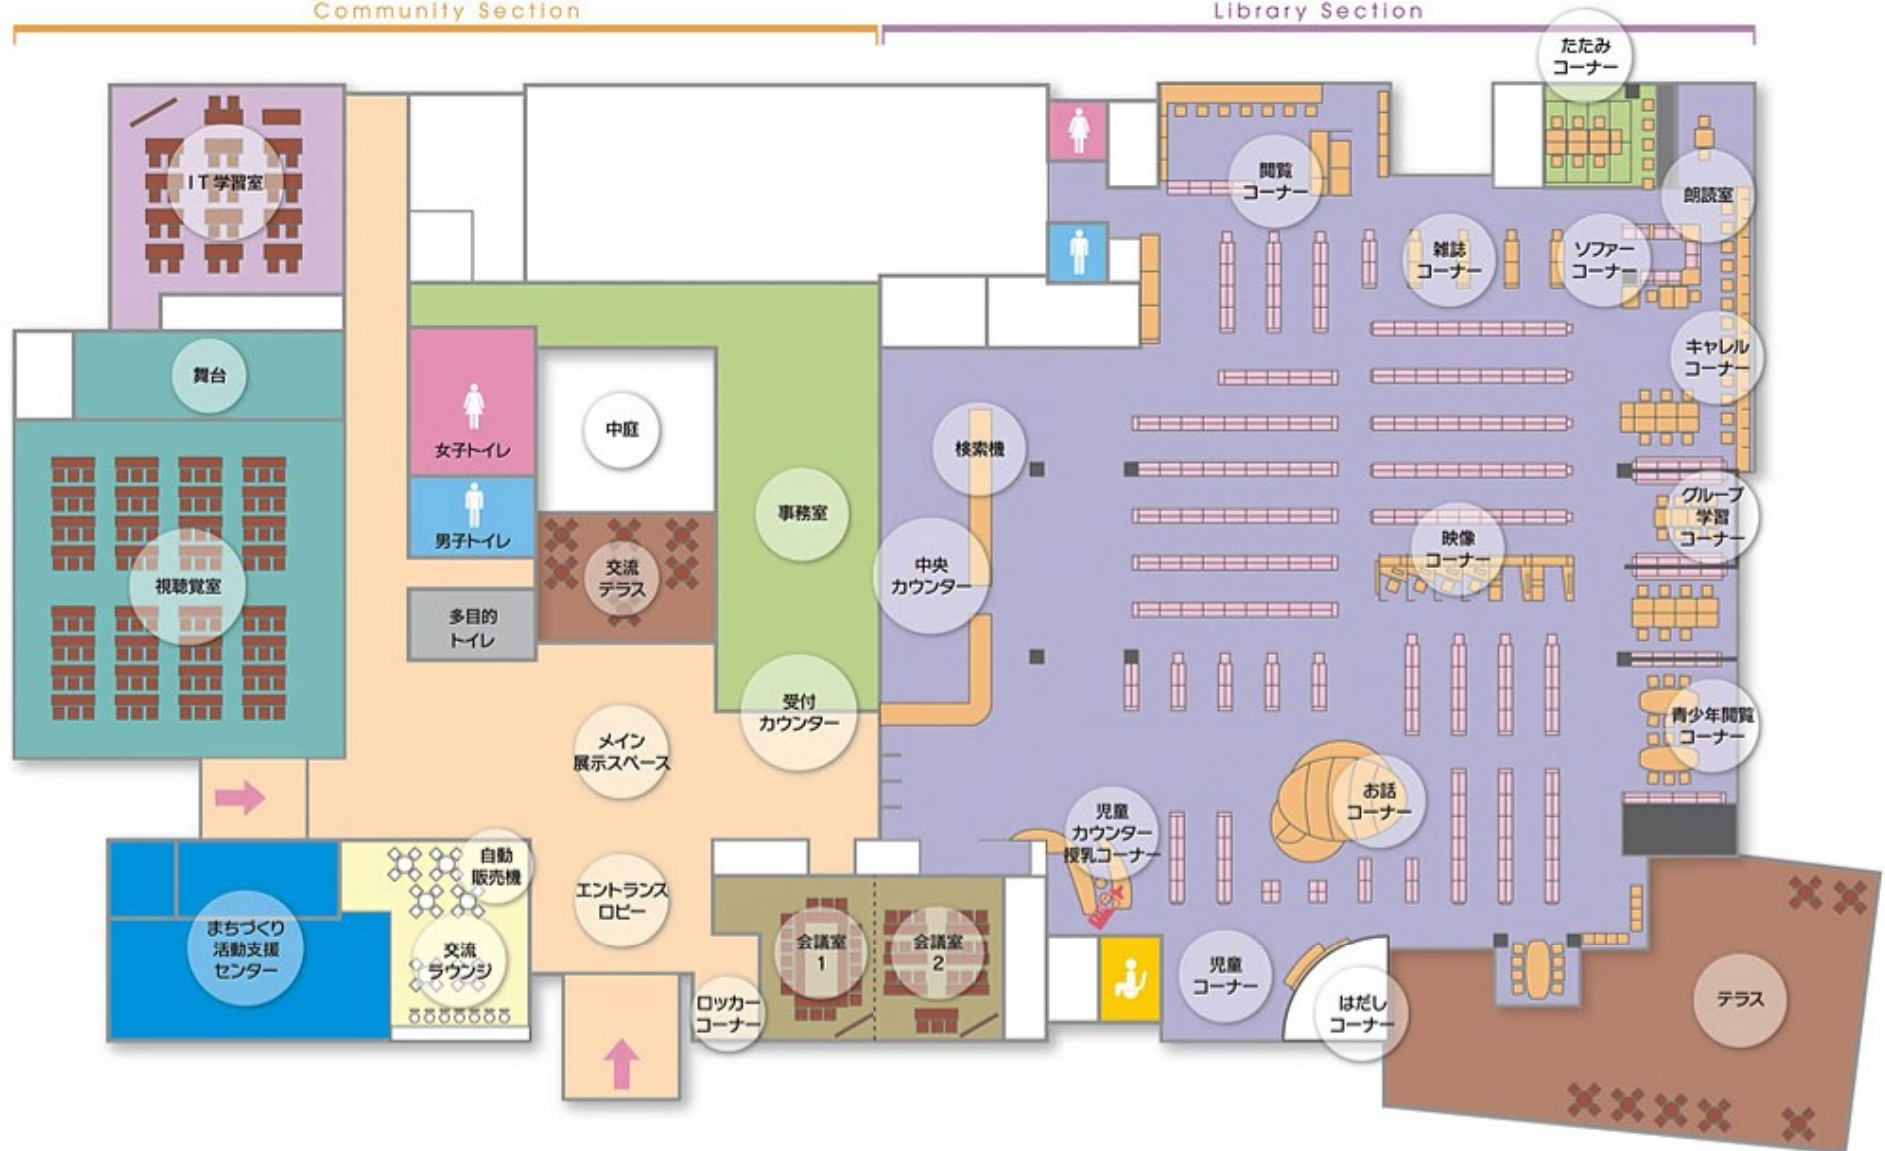 Community Section
Library Section
たたみ
コーナー
IT学習室
閲覧
コーナー
朗読室
雑誌
コーナー
ソファー
コーナー
舞台
キャレル
コーナー
女子トイレ
中庭
検索機
事務室
グループ
学習
コーナー
男子トイレ
映像
コーナー
視聴覚室
交流
テラス
中央
カウンター
多目的
トイレ
受付
カウンター
青少年閲覧
コーナー
メイン
展示スペース
お話
コーナー
児童
カウンター
授乳コーナー
自動
販売機
エントランス
ロビー
まちづくり
活動支援
センター
交流
ラウンジ
会議室
1
会議室
2
児童
コーナー
ロッカー
コーナー
はだし
コーナー
テラス